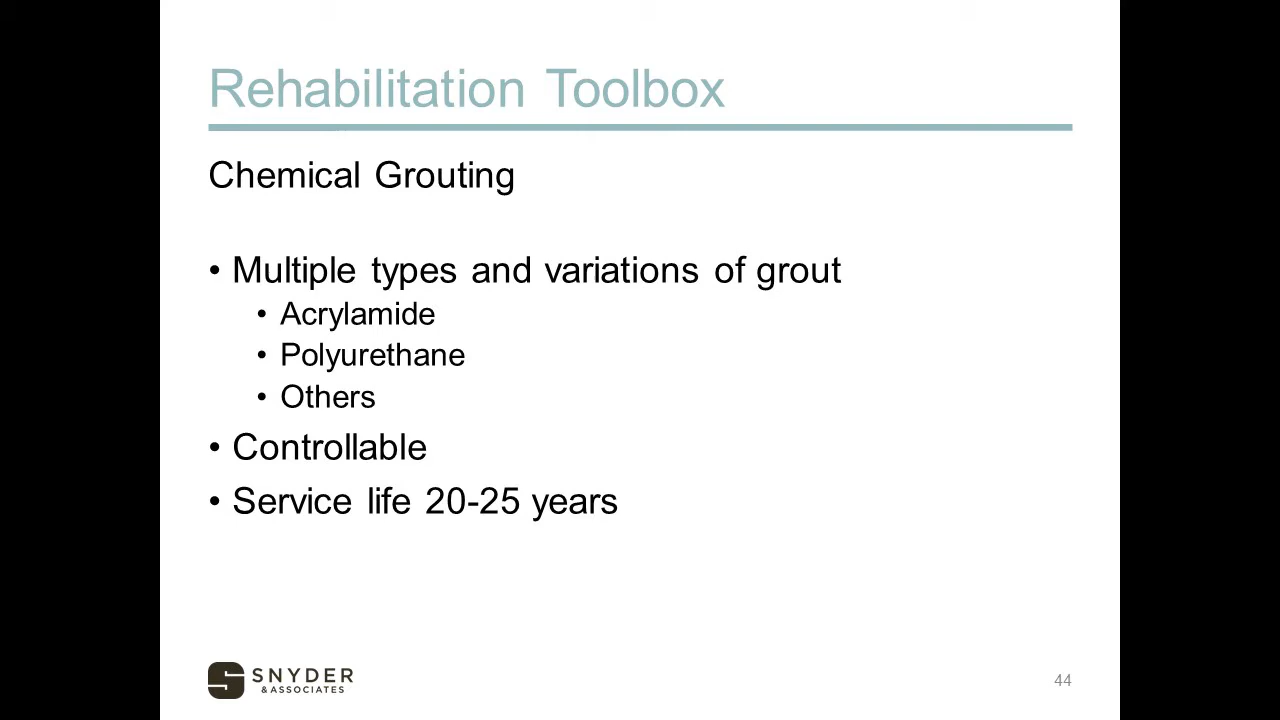 Rehabilitation Toolbox
Chemical Grouting
• Multiple types and variations of grout
• Acrylamide
• Polyurethane
• Others
• Controllable
• Service life 20-25 years
SNYDER
& ASSOCIATES
44